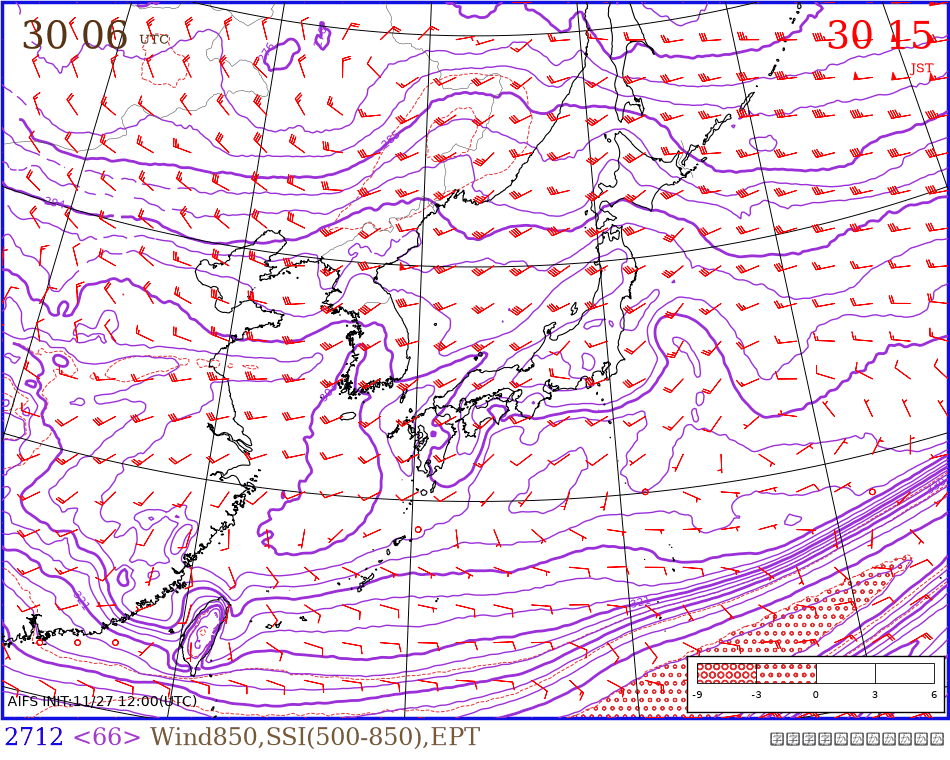 30 06 UTC
30 15
JST
-9 -3 0 3 6
AIFS INIT:11/27 12:00(UTC)
2712 <66> Wind850,SSI(500-850),EPT